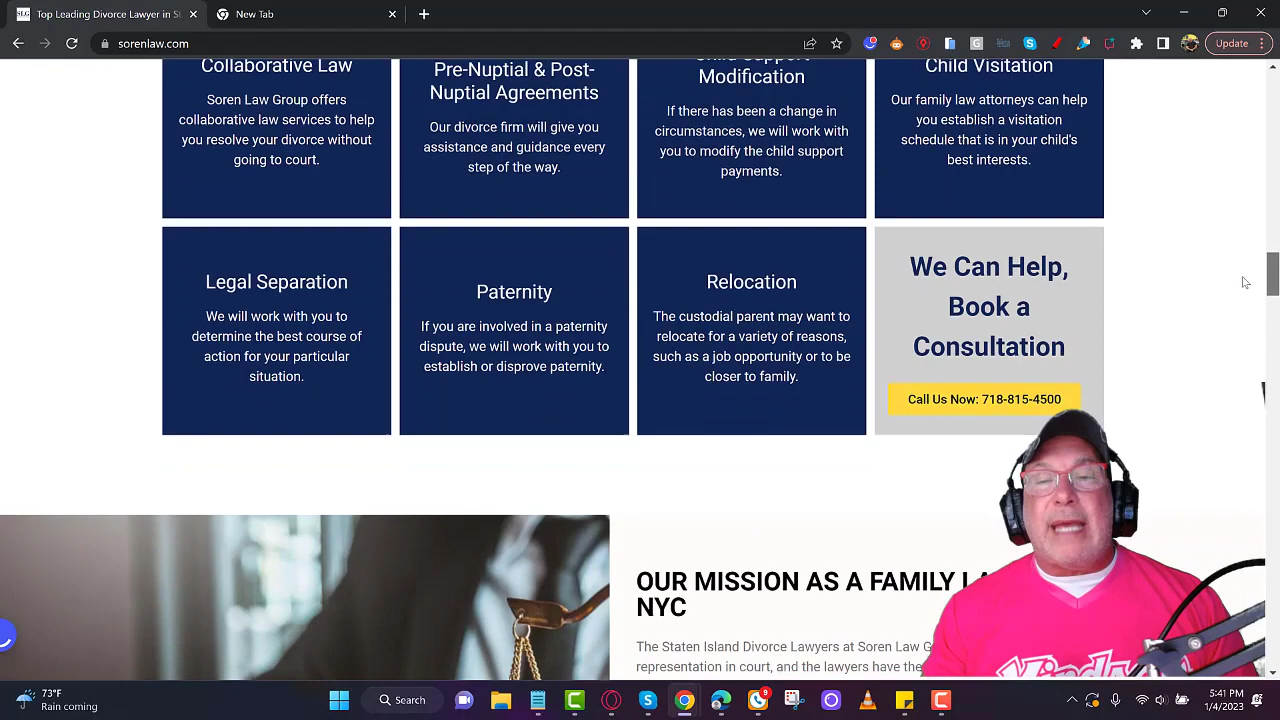 SLG
Top Leading Divorce Lawyer in St
New Tab
sorenlaw.com
Update
Collaborative Law
Soren Law Group offers
collaborative law services to help
you resolve your divorce without
going to court.
Pre-Nuptial & Post-
Nuptial Agreements
Our divorce firm will give you
assistance and guidance every
step of the way.
Child Support
Modification
If there has been a change in
circumstances, we will work with
you to modify the child support
payments.
Child Visitation
Our family law attorneys can help
you establish a visitation
schedule that is in your child's
best interests.
Legal Separation
We will work with you to
determine the best course of
action for your particular
situation.
Paternity
If you are involved in a paternity
dispute, we will work with you to
establish or disprove paternity.
Relocation
The custodial parent may want to
relocate for a variety of reasons,
such as a job opportunity or to be
closer to family.
We Can Help,
Book a
Consultation
Call Us Now: 718-815-4500
OUR MISSION AS A FAMILY
NYC
The Staten Island Divorce Lawyers at Soren Law
representation in court, and the lawyers have the
73°F
Rain coming
Search
9
5:41 PM
1/4/2023